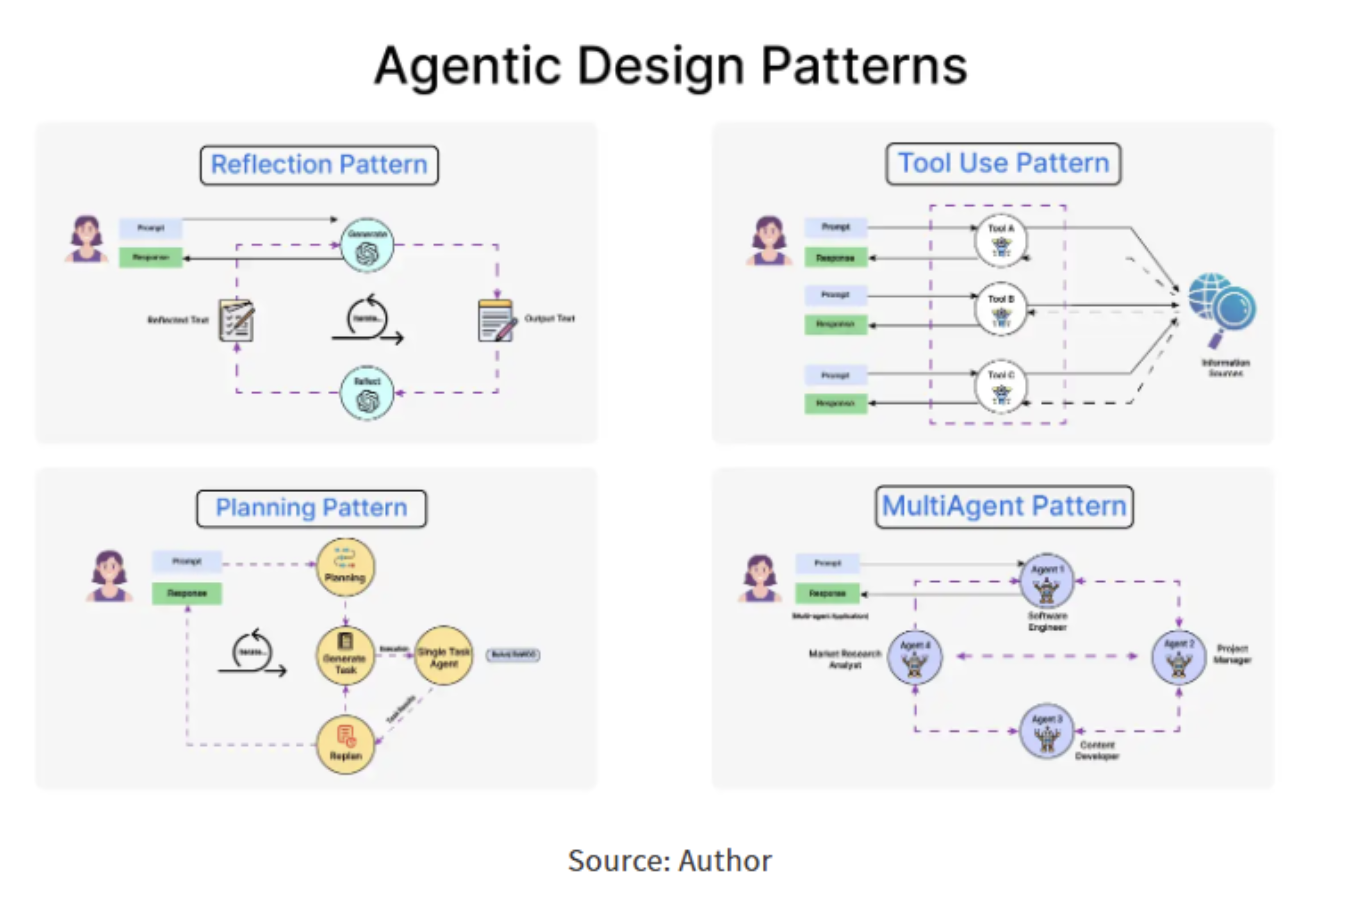 Agentic Design Patterns
Reflection Pattern
Prompt
Response
Generate
Reflected Text
Iterate...
Output Text
Reflect
Tool Use Pattern
Prompt
Response
Tool A
Prompt
Response
Tool B
Prompt
Response
Tool C
Information
Sources
Planning Pattern
Prompt
Response
Planning
Iterate...
Generate
Task
Execution
Single Task
Agent
Task Results
Replan
MultiAgent Pattern
Prompt
Response
(Multi-agent Application)
Agent 1
Software
Engineer
Agent 4
Market Research
Analyst
Agent 2
Project
Manager
Agent 3
Content
Developer
Source: Author